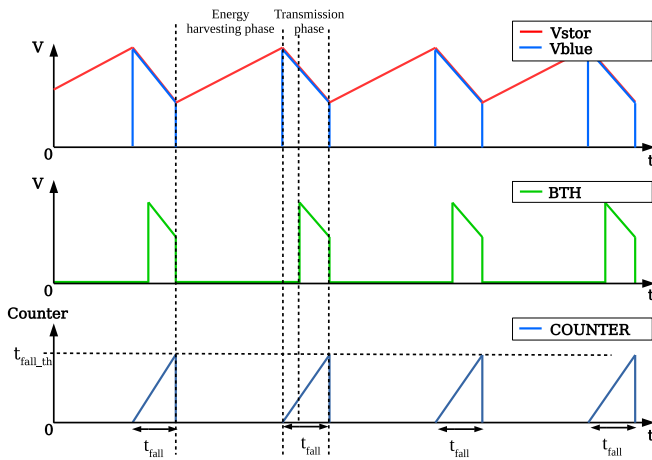 Energy
harvesting phase
Transmission
phase
Vstor
Vblue
V
0
t
V
BTH
0
t
Counter
COUNTER
t_fall_th
0
t
t_fall
t_fall
t_fall
t_fall